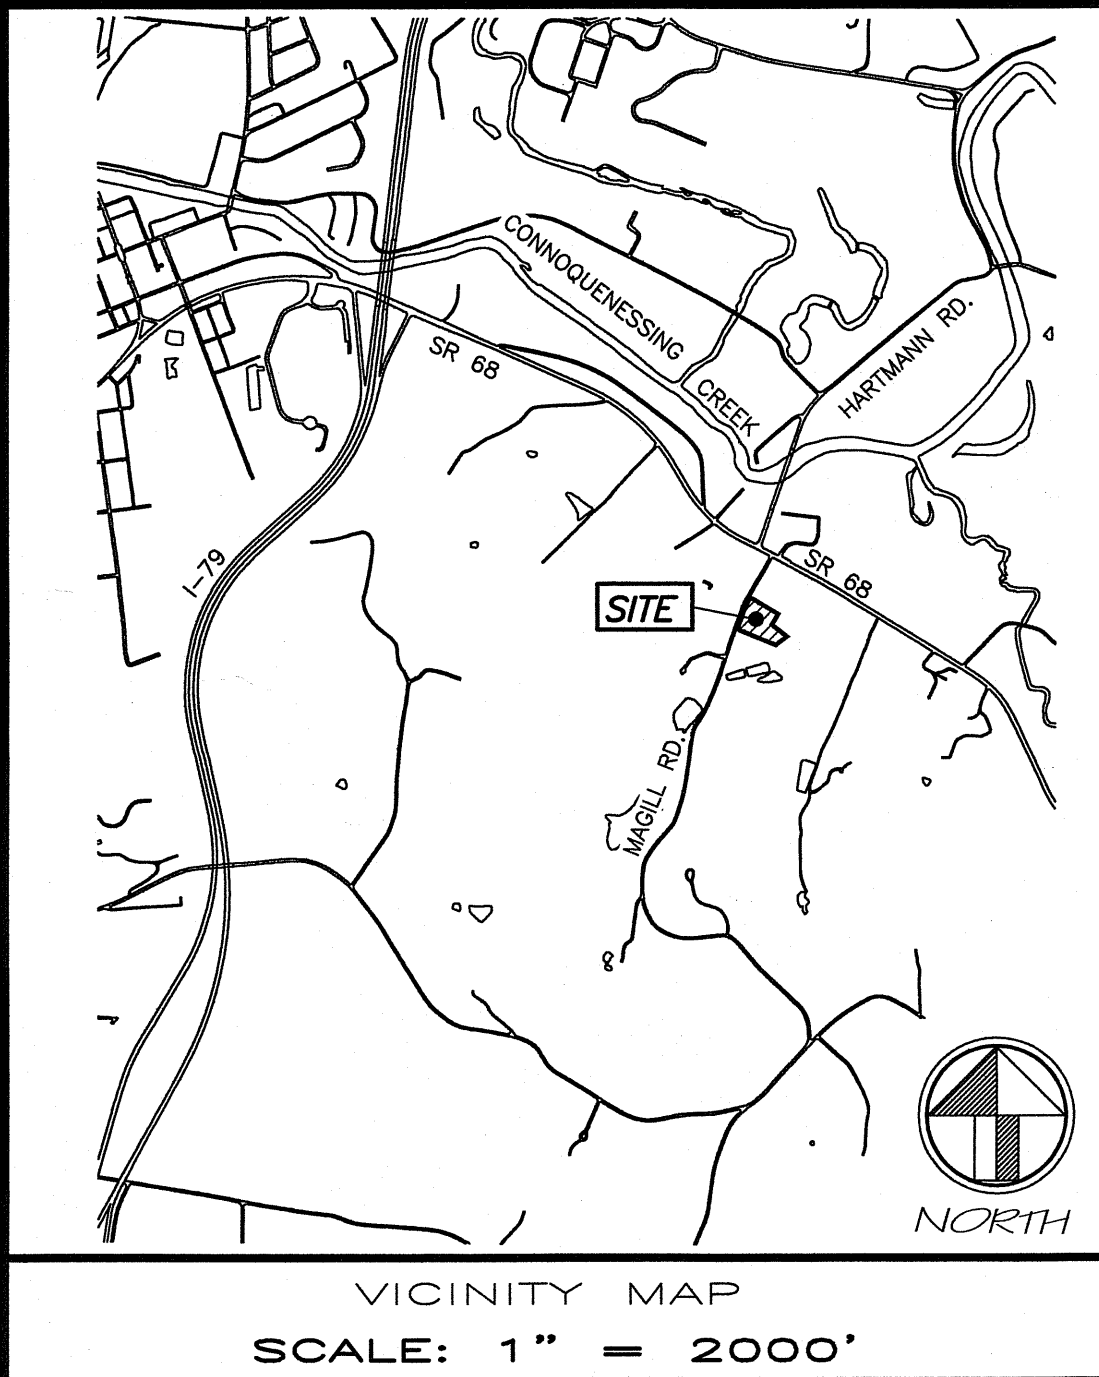 CONNOQUENESSING
CREEK
HARTMANN RD.
SR 68
I-79
SR 68
SITE
MAGILL RD.
NORTH
VICINITY MAP
SCALE: 1" = 2000'